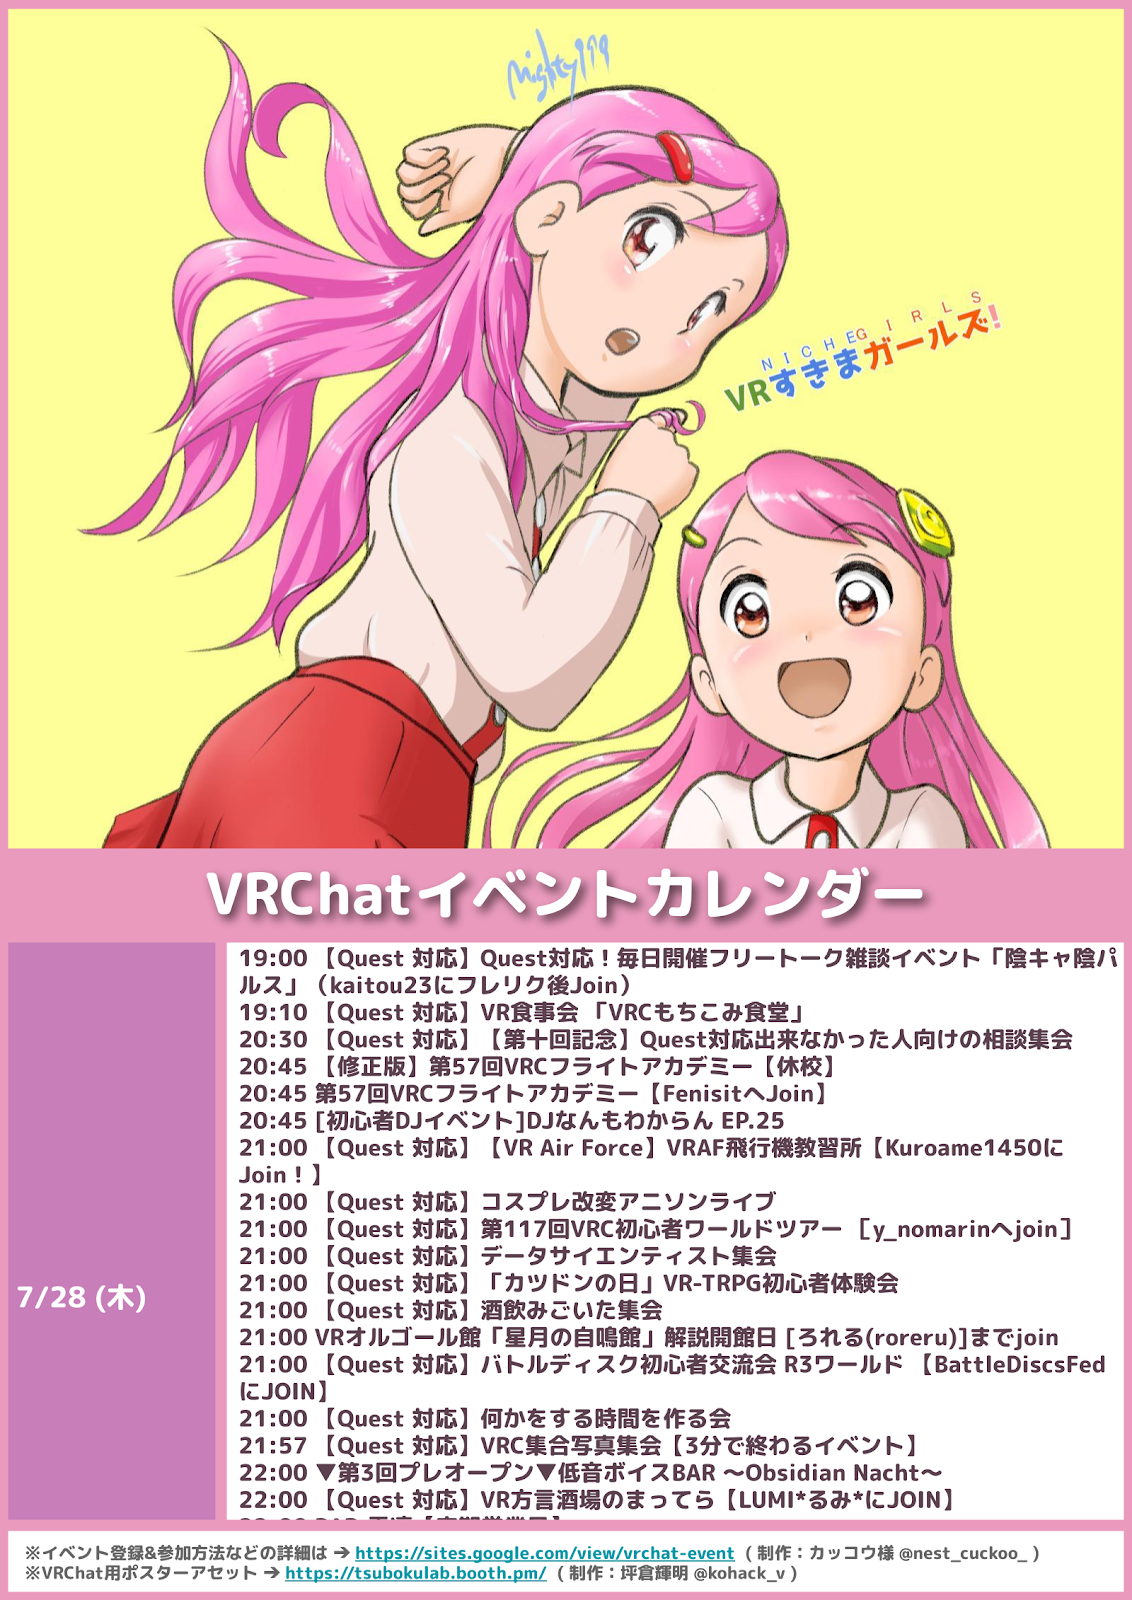 mighty199
NICHE GIRLS
VRすきまガールズ!
VRChatイベントカレンダー
7/28 (木)
19:00 【Quest 対応】Quest対応！毎日開催フリートーク雑談イベント「陰キャ陰パ
ルス」（kaitou23にフレリク後Join）
19:10 【Quest 対応】VR食事会 「VRCもちこみ食堂」
20:30 【Quest 対応】【第十回記念】Quest対応出来なかった人向けの相談集会
20:45 【修正版】第57回VRCフライトアカデミー【休校】
20:45 第57回VRCフライトアカデミー【FenisitへJoin】
20:45 [初心者DJイベント]DJなんもわからん EP.25
21:00 【Quest 対応】【VR Air Force】VRAF飛行機教習所【Kuroame1450に
Join！】
21:00 【Quest 対応】コスプレ改変アニソンライブ
21:00 【Quest 対応】第117回VRC初心者ワールドツアー ［y_nomarinへjoin］
21:00 【Quest 対応】データサイエンティスト集会
21:00 【Quest 対応】「カツドンの日」VR-TRPG初心者体験会
21:00 【Quest 対応】酒飲みごいた集会
21:00 VRオルゴール館「星月の自鳴館」解説開館日 [ろれる(roreru)]までjoin
21:00 【Quest 対応】バトルディスク初心者交流会 R3ワールド 【BattleDiscsFed
にJOIN】
21:00 【Quest 対応】何かをする時間を作る会
21:57 【Quest 対応】VRC集合写真集会【3分で終わるイベント】
22:00 ▼第3回プレオープン▼低音ボイスBAR ～Obsidian Nacht～
22:00 【Quest 対応】VR方言酒場のまってら【LUMI*るみ*にJOIN】
※イベント登録&参加方法などの詳細は → https://sites.google.com/view/vrchat-event （制作：カッコウ様 @nest_cuckoo_ ）
※VRChat用ポスターアセット → https://tsubokulab.booth.pm/ （制作：坪倉輝明 @kohack_v ）